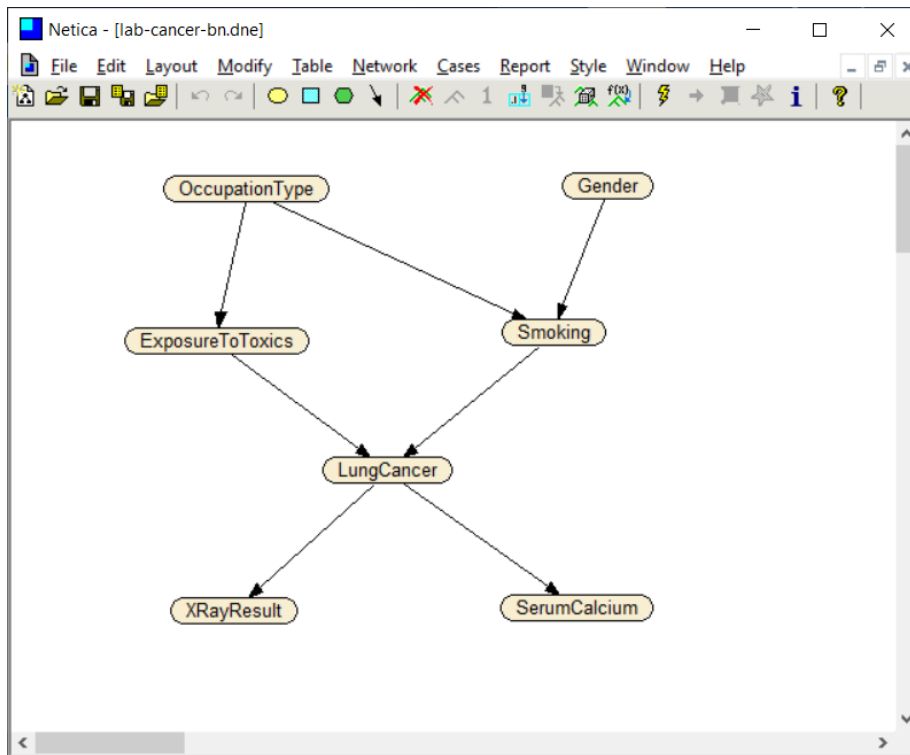 Netica - [lab-cancer-bn.dne]
File Edit Layout Modify Table Network Cases Report Style Window Help
1 f(x) i ?
OccupationType Gender
ExposureToToxics Smoking
LungCancer
XRayResult SerumCalcium